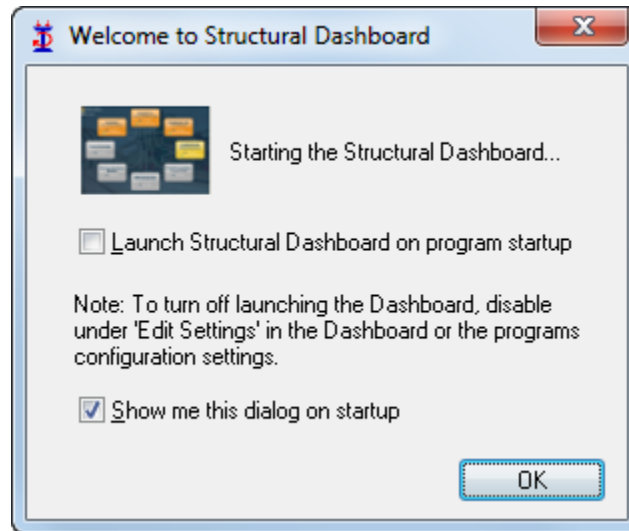 Welcome to Structural Dashboard
Starting the Structural Dashboard...
Launch Structural Dashboard on program startup
Note: To turn off launching the Dashboard, disable
under 'Edit Settings' in the Dashboard or the programs
configuration settings.
Show me this dialog on startup
OK